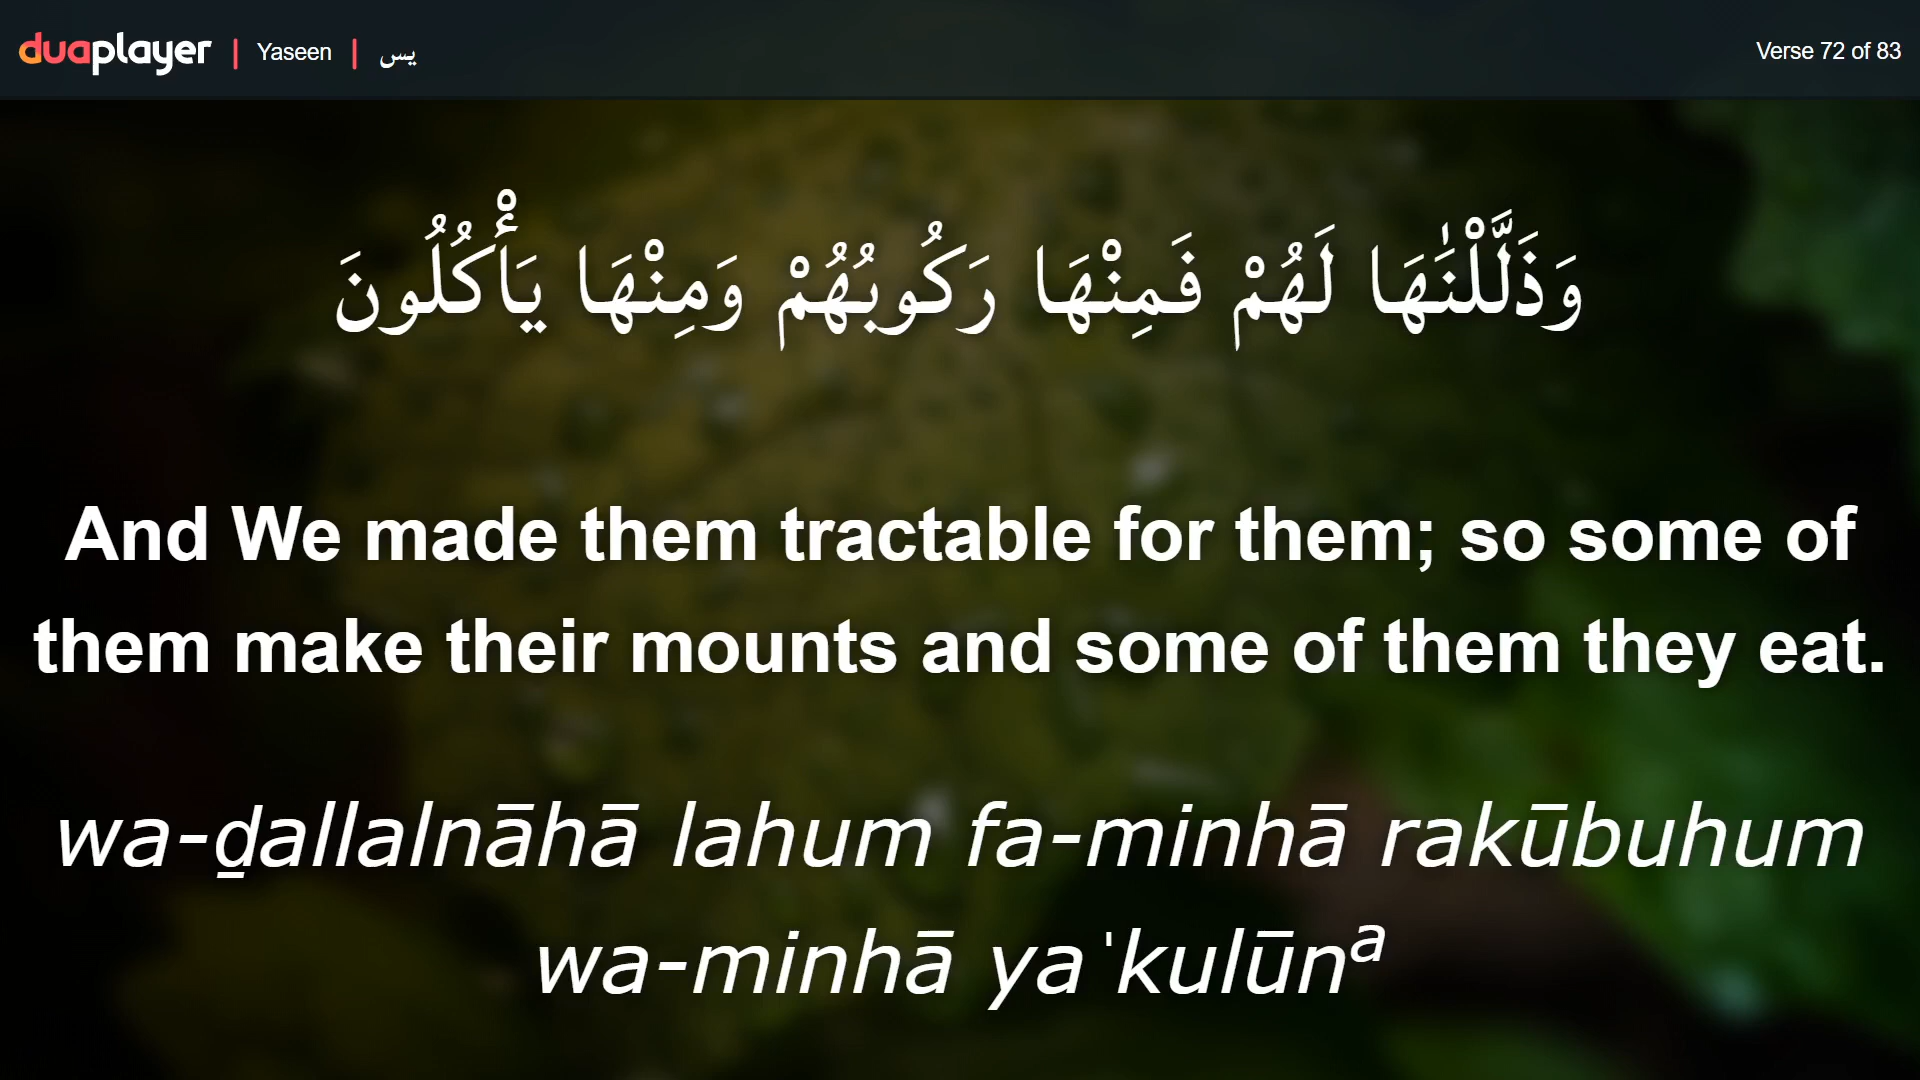 duaplayer | Yaseen | يس
Verse 72 of 83
وَذَلَّلْنَٰهَا لَهُمْ فَمِنْهَا رَكُوبُهُمْ وَمِنْهَا يَأْكُلُونَ
And We made them tractable for them; so some of
them make their mounts and some of them they eat.
wa-ḏallalnāhā lahum fa-minhā rakūbuhum
wa-minhā yaʾkulūnᵃ